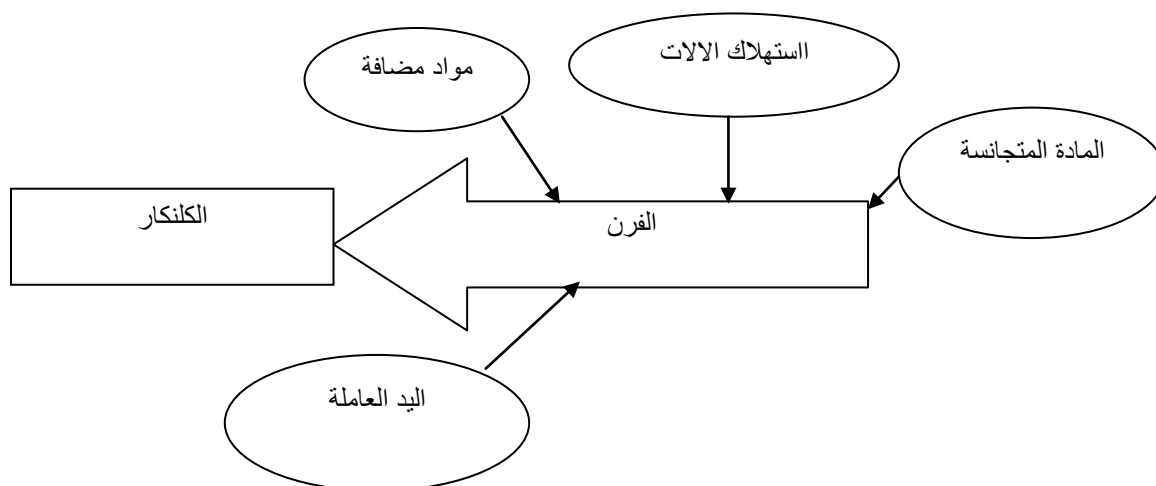 مواد مضافة
ااستهلاك الالات
المادة المتجانسة
الفرن
الكلنكار
اليد العاملة